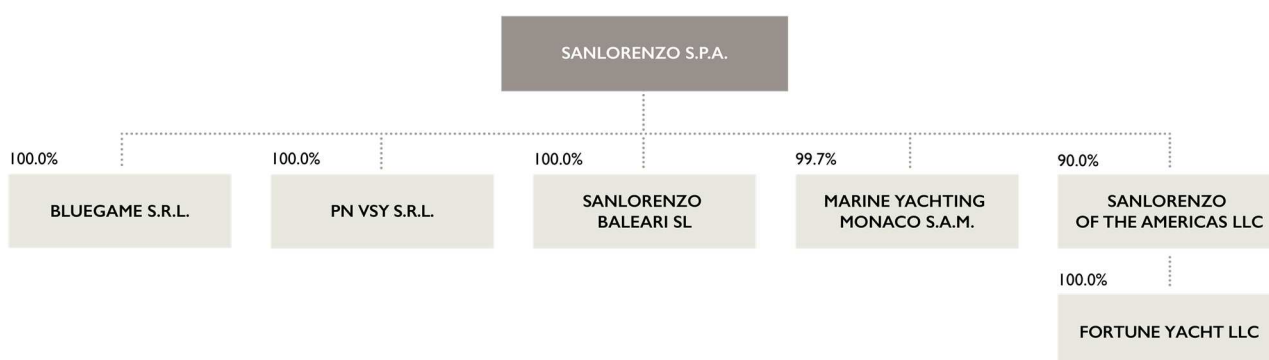 SANLORENZO S.P.A.
100.0%
100.0%
100.0%
99.7%
90.0%
BLUEGAME S.R.L.
PN VSY S.R.L.
SANLORENZO
BALEARI SL
MARINE YACHTING
MONACO S.A.M.
SANLORENZO
OF THE AMERICAS LLC
100.0%
FORTUNE YACHT LLC